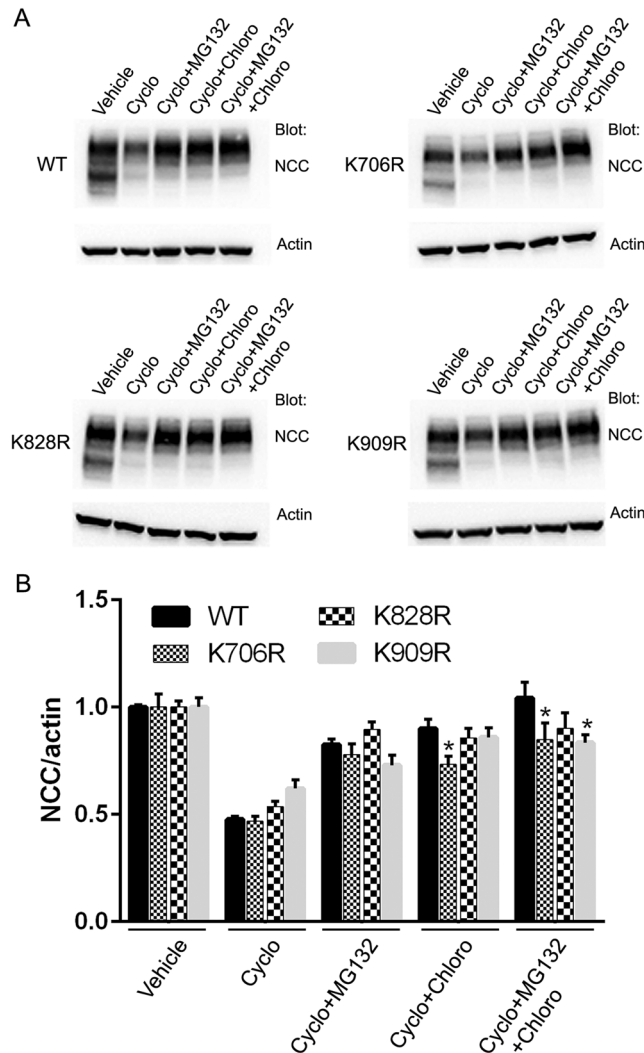 A
Vehicle
Cyclo
Cyclo+MG132
Cyclo+Chloro
Cyclo+MG132
+Chloro
Blot:
WT
NCC
Actin
Vehicle
Cyclo
Cyclo+MG132
Cyclo+Chloro
Cyclo+MG132
+Chloro
Blot:
K706R
NCC
Actin
Vehicle
Cyclo
Cyclo+MG132
Cyclo+Chloro
Cyclo+MG132
+Chloro
Blot:
K828R
NCC
Actin
Vehicle
Cyclo
Cyclo+MG132
Cyclo+Chloro
Cyclo+MG132
+Chloro
Blot:
K909R
NCC
Actin
B
NCC/actin
1.5
1.0
0.5
0.0
WT
K828R
K706R
K909R
*
*
*
Vehicle
Cyclo
Cyclo+MG132
Cyclo+Chloro
Cyclo+MG132
+Chloro